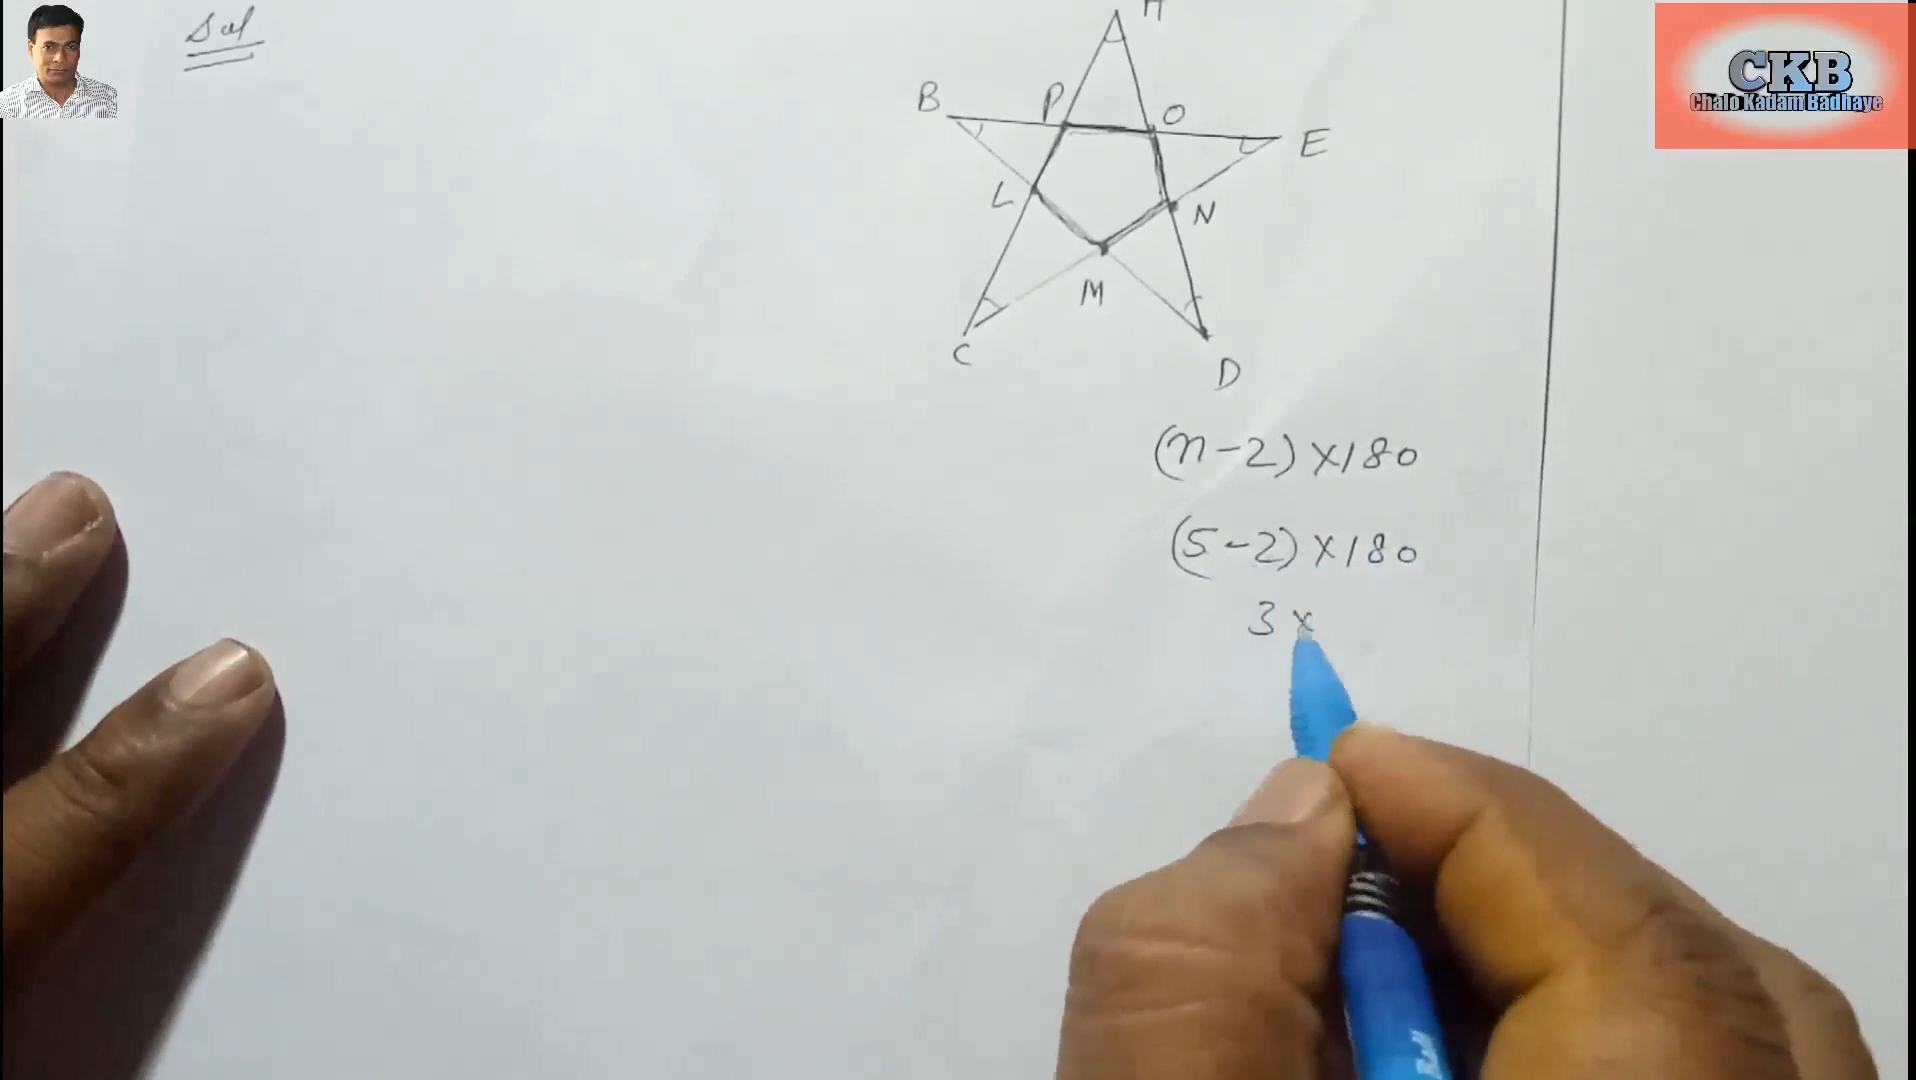 Sol
A
B
P
O
E
L
N
M
C
D
(n-2)×180
(5-2)×180
3×
CKB
Chalo Kadam Badhaye